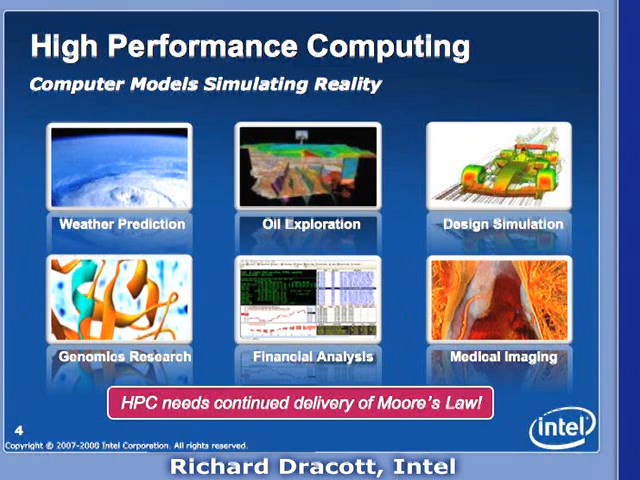 High Performance Computing
Computer Models Simulating Reality
Weather Prediction
Oil Exploration
Design Simulation
Genomics Research
Financial Analysis
Medical Imaging
HPC needs continued delivery of Moore's Law!
4
intel
Copyright © 2007-2008 Intel Corporation. All rights reserved.
Richard Dracott, Intel